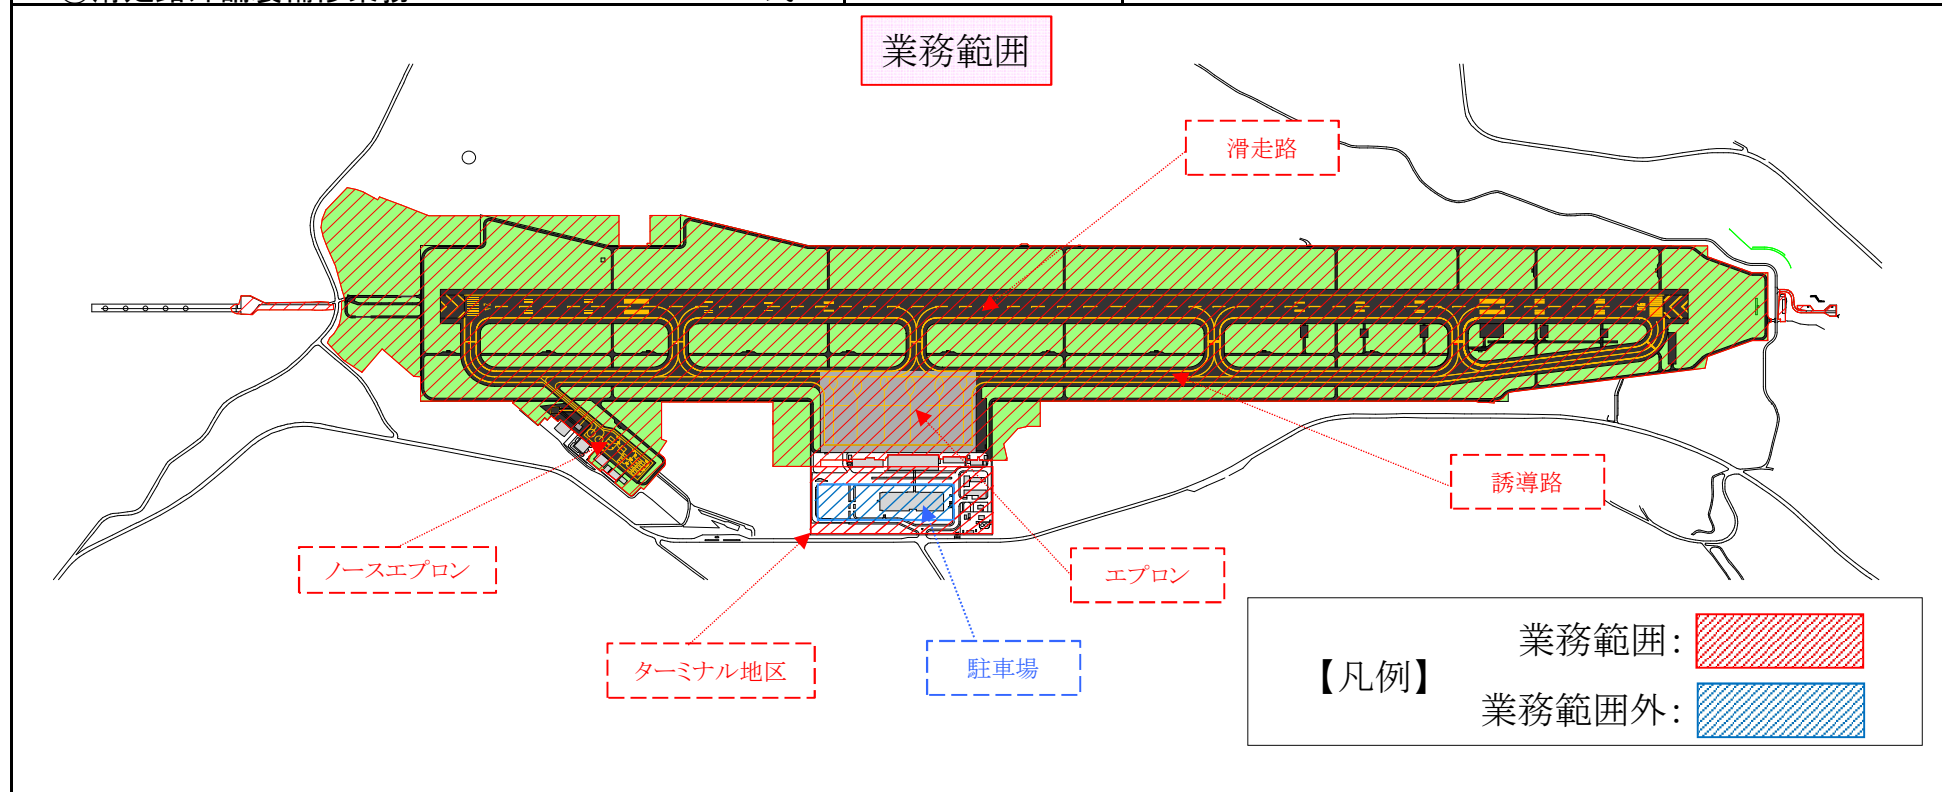 業務範囲
滑走路
誘導路
ノースエプロン
エプロン
ターミナル地区
駐車場
【凡例】
業務範囲:
業務範囲外: